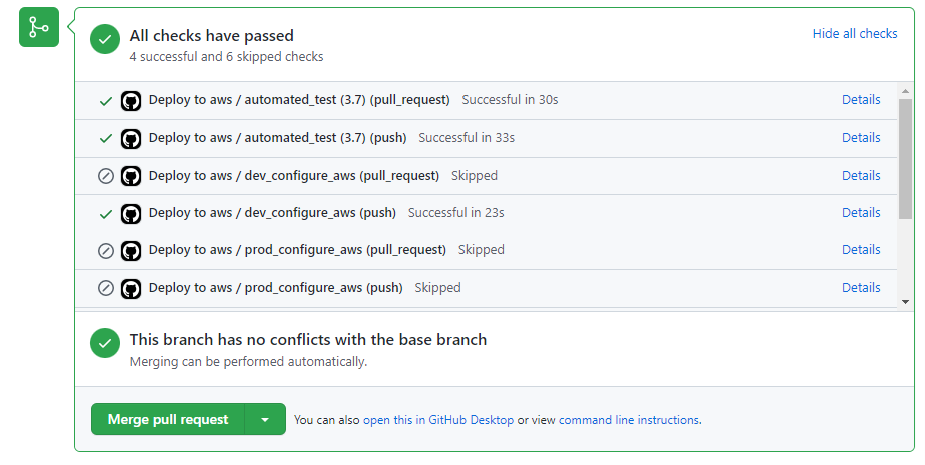 All checks have passed
Hide all checks
4 successful and 6 skipped checks
Deploy to aws / automated_test (3.7) (pull_request) Successful in 30s Details
Deploy to aws / automated_test (3.7) (push) Successful in 33s Details
Deploy to aws / dev_configure_aws (pull_request) Skipped Details
Deploy to aws / dev_configure_aws (push) Successful in 23s Details
Deploy to aws / prod_configure_aws (pull_request) Skipped Details
Deploy to aws / prod_configure_aws (push) Skipped Details
This branch has no conflicts with the base branch
Merging can be performed automatically.
Merge pull request You can also open this in GitHub Desktop or view command line instructions.